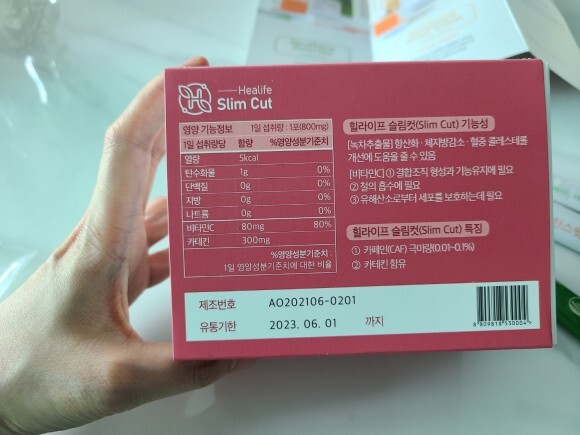 Healife
Slim Cut
영양 기능정보 1일 섭취량 : 1포(800mg)
1일 섭취량당 함량 %영양성분기준치
열량 5kcal
탄수화물 1g 0%
단백질 0g 0%
지방 0g 0%
나트륨 0g 0%
비타민C 80mg 80%
카테킨 300mg
%영양성분기준치 :
1일 영양성분기준치에 대한 비율
힐라이프 슬림컷(Slim Cut) 기능성
[녹차추출물] 항산화 · 체지방감소 · 혈중 콜레스테롤
개선에 도움을 줄 수 있음
[비타민C] ① 결합조직 형성과 기능유지에 필요
② 철의 흡수에 필요
③ 유해산소로부터 세포를 보호하는데 필요
힐라이프 슬림컷(Slim Cut) 특징
① 카페인(CAF) 극미량(0.01~0.1%)
② 카테킨 함유
제조번호 AO202106-0201
유통기한 2023. 06. 01 까지
8 809818 530004